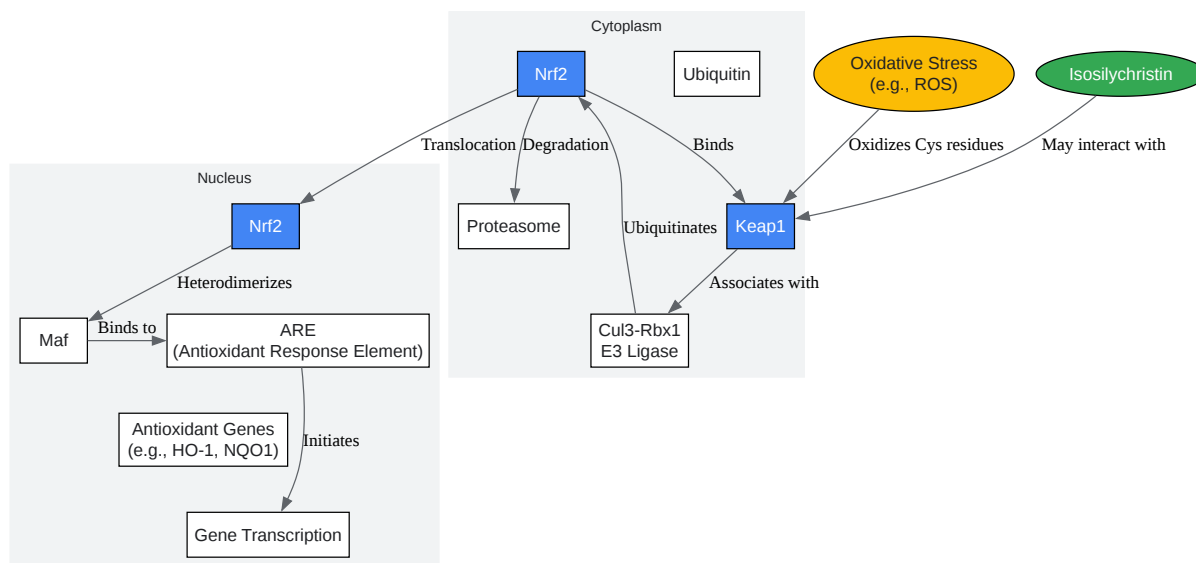 Cytoplasm
Nrf2
Ubiquitin
Oxidative Stress
(e.g., ROS)
Isosilychristin
Translocation
Degradation
Binds
Oxidizes Cys residues
May interact with
Nucleus
Nrf2
Proteasome
Ubiquitinates
Keap1
Heterodimerizes
Associates with
Maf
Binds to
ARE
(Antioxidant Response Element)
Cul3-Rbx1
E3 Ligase
Antioxidant Genes
(e.g., HO-1, NQO1)
Initiates
Gene Transcription